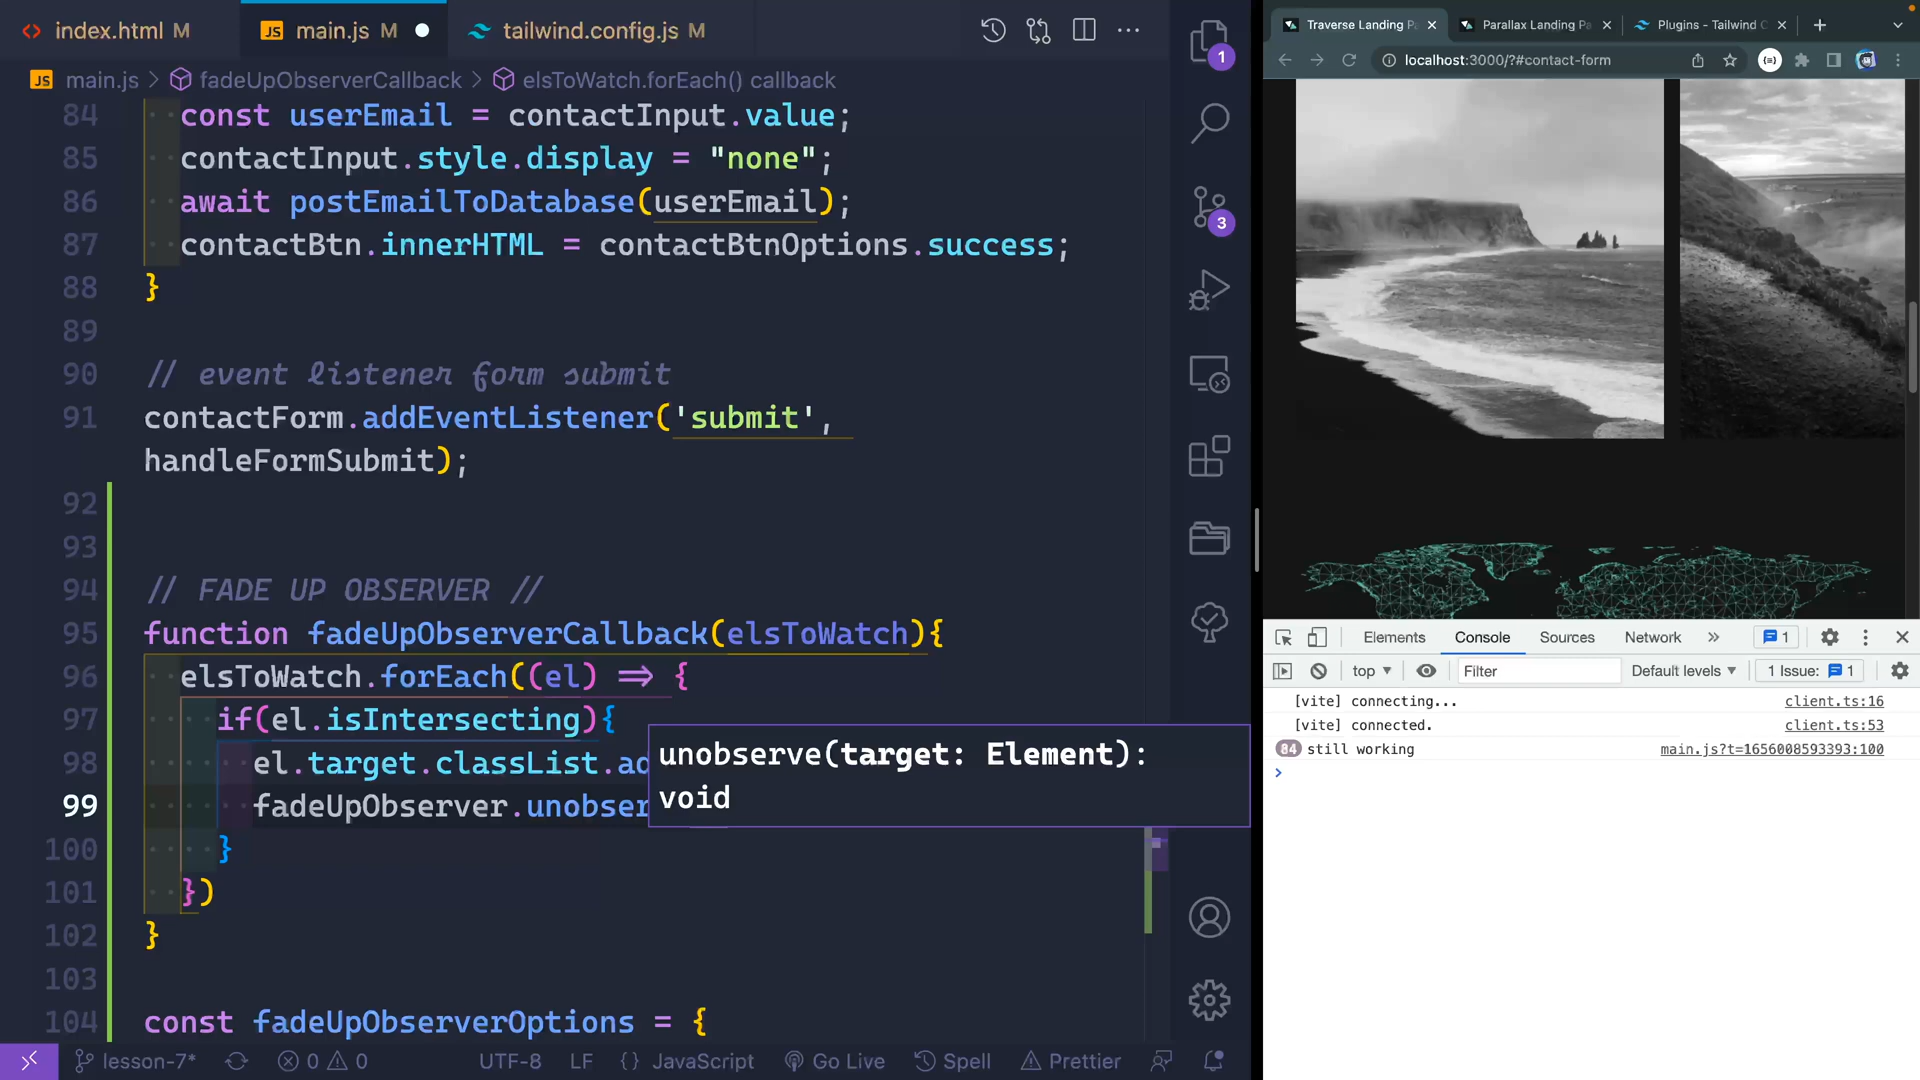 index.html M
main.js M
tailwind.config.js M
main.js > fadeUpObserverCallback > elsToWatch.forEach() callback
84 const userEmail = contactInput.value;
85 contactInput.style.display = "none";
86 await postEmailToDatabase(userEmail);
87 contactBtn.innerHTML = contactBtnOptions.success;
88 }
89
90 // event listener form submit
91 contactForm.addEventListener('submit',
handleFormSubmit);
92
93
94 // FADE UP OBSERVER //
95 function fadeUpObserverCallback(elsToWatch){
96 elsToWatch.forEach((el) => {
97 if(el.isIntersecting){
98 el.target.classList.ad
99 fadeUpObserver.unobser
unobserve(target: Element):
void
100 }
101 })
102 }
103
104 const fadeUpObserverOptions = {
lesson-7* 0 0 UTF-8 LF {} JavaScript Go Live Spell Prettier
1
3
Traverse Landing Pa
Parallax Landing Pa
Plugins - Tailwind C
localhost:3000/?#contact-form
Elements Console Sources Network » 1
top Filter Default levels 1 Issue: 1
[vite] connecting... client.ts:16
[vite] connected. client.ts:53
84 still working main.js?t=1656008593393:100
>